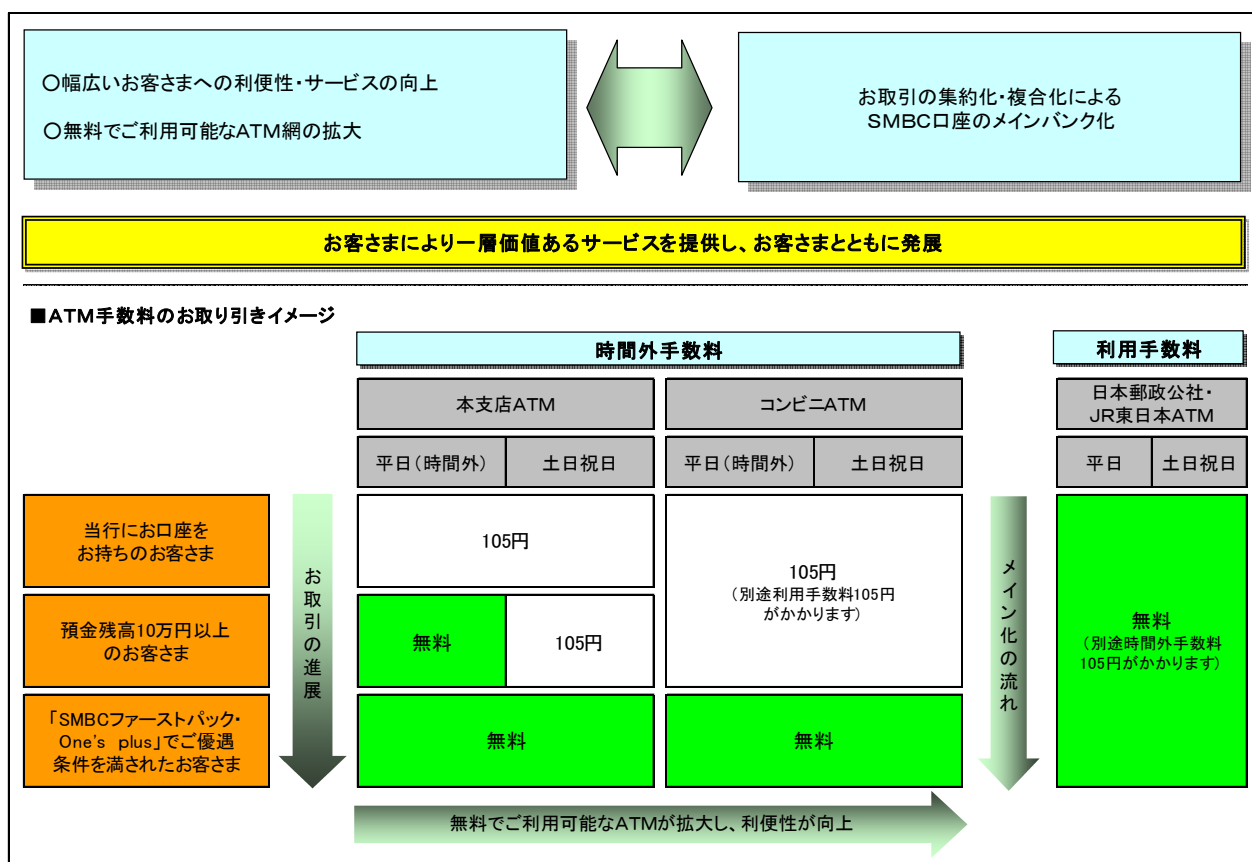 ○幅広いお客さまへの利便性・サービスの向上
○無料でご利用可能なATM網の拡大
お取引の集約化・複合化による
SMBC口座のメインバンク化
お客さまにより一層価値あるサービスを提供し、お客さまとともに発展
■ATM手数料のお取り引きイメージ
時間外手数料
利用手数料
本支店ATM
コンビニATM
日本郵政公社・
JR東日本ATM
平日(時間外)
土日祝日
平日(時間外)
土日祝日
平日
土日祝日
当行にお口座を
お持ちのお客さま
105円
105円
(別途利用手数料105円
がかかります)
無料
(別途時間外手数料
105円がかかります)
預金残高10万円以上
のお客さま
無料
105円
「SMBCファーストパック・
One's plus」でご優遇
条件を満されたお客さま
無料
無料
お取引の進展
メイン化の流れ
無料でご利用可能なATMが拡大し、利便性が向上